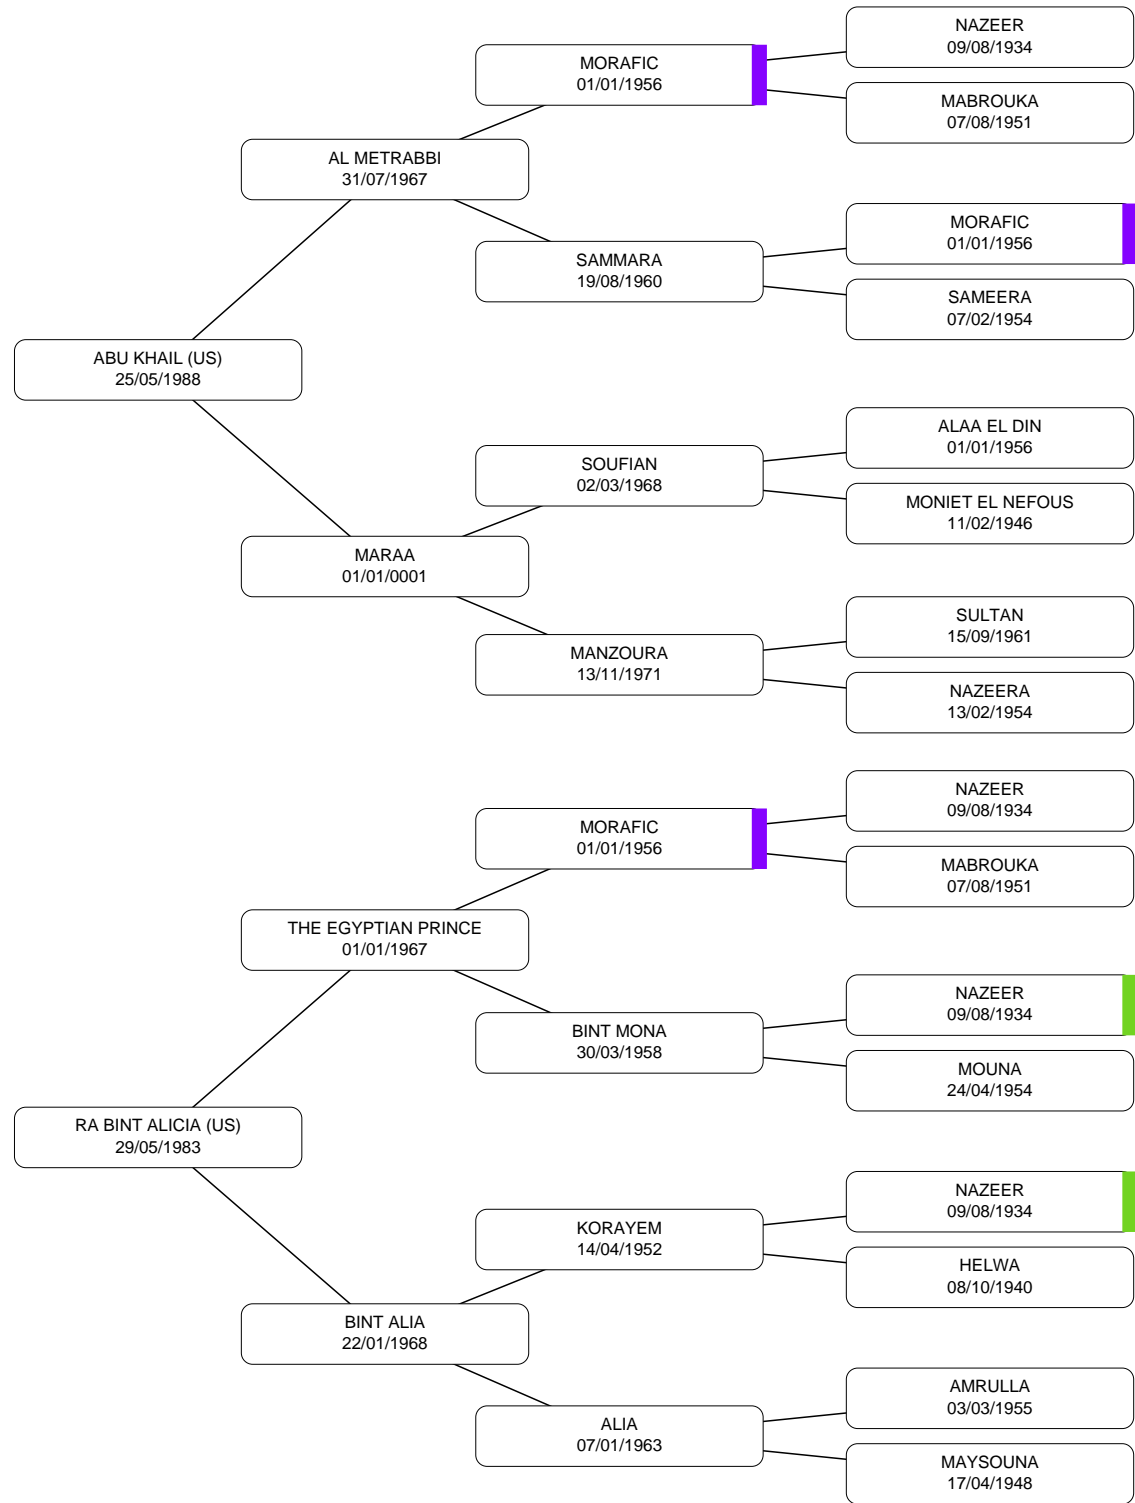 NAZEER
09/08/1934
MORAFIC
01/01/1956
MABROUKA
07/08/1951
AL METRABBI
31/07/1967
MORAFIC
01/01/1956
SAMMARA
19/08/1960
SAMEERA
07/02/1954
ABU KHAIL (US)
25/05/1988
ALAA EL DIN
01/01/1956
SOUFIAN
02/03/1968
MONIET EL NEFOUS
11/02/1946
MARAA
01/01/0001
SULTAN
15/09/1961
MANZOURA
13/11/1971
NAZEERA
13/02/1954
NAZEER
09/08/1934
MORAFIC
01/01/1956
MABROUKA
07/08/1951
THE EGYPTIAN PRINCE
01/01/1967
NAZEER
09/08/1934
BINT MONA
30/03/1958
MOUNA
24/04/1954
RA BINT ALICIA (US)
29/05/1983
NAZEER
09/08/1934
KORAYEM
14/04/1952
HELWA
08/10/1940
BINT ALIA
22/01/1968
AMRULLA
03/03/1955
ALIA
07/01/1963
MAYSOUNA
17/04/1948